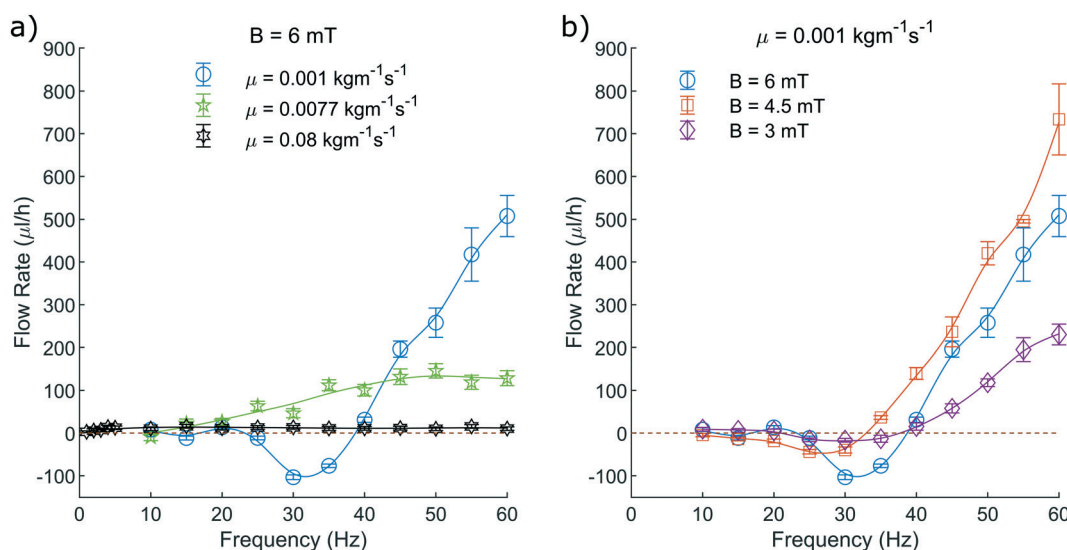 a)
B = 6 mT
μ = 0.001 kgm⁻¹s⁻¹
μ = 0.0077 kgm⁻¹s⁻¹
μ = 0.08 kgm⁻¹s⁻¹
900
800
700
600
500
400
300
200
100
0
-100
Flow Rate (μl/h)
0 10 20 30 40 50 60
Frequency (Hz)
b)
μ = 0.001 kgm⁻¹s⁻¹
B = 6 mT
B = 4.5 mT
B = 3 mT
900
800
700
600
500
400
300
200
100
0
-100
Flow Rate (μl/h)
0 10 20 30 40 50 60
Frequency (Hz)